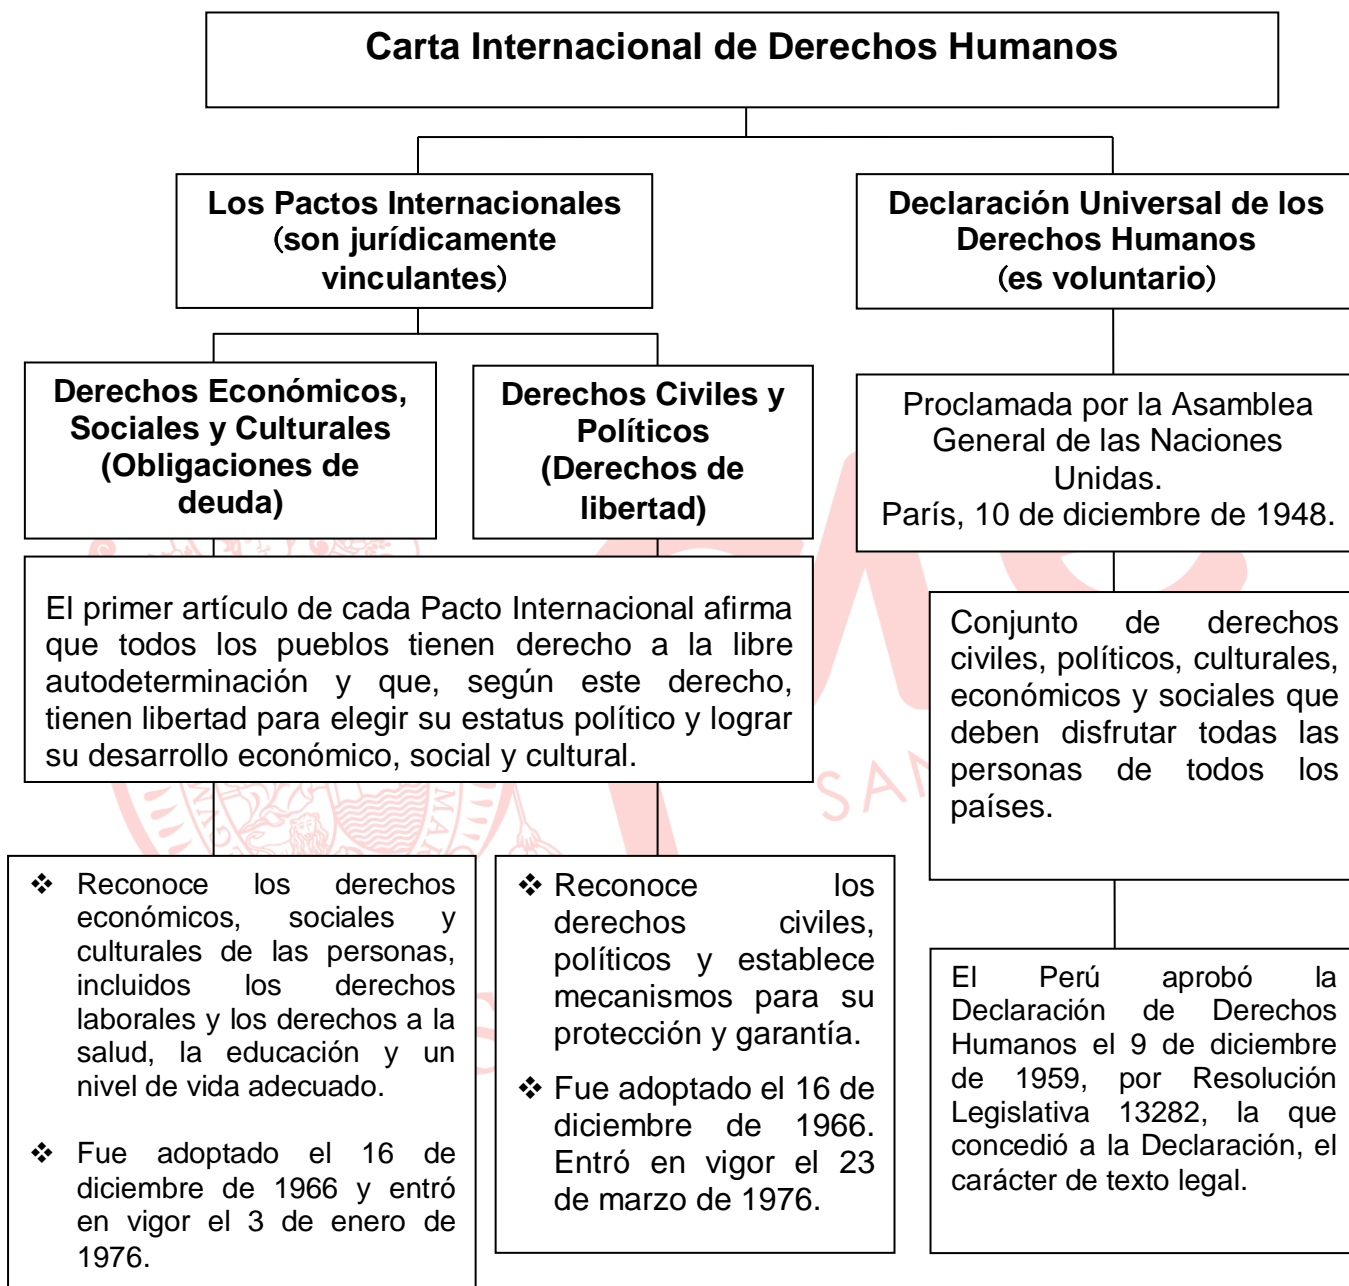 Carta Internacional de Derechos Humanos
Los Pactos Internacionales
(son jurídicamente
vinculantes)
Declaración Universal de los
Derechos Humanos
(es voluntario)
Derechos Económicos,
Sociales y Culturales
(Obligaciones de
deuda)
Derechos Civiles y
Políticos
(Derechos de
libertad)
Proclamada por la Asamblea
General de las Naciones
Unidas.
París, 10 de diciembre de 1948.
El primer artículo de cada Pacto Internacional afirma
que todos los pueblos tienen derecho a la libre
autodeterminación y que, según este derecho,
tienen libertad para elegir su estatus político y lograr
su desarrollo económico, social y cultural.
Conjunto de derechos
civiles, políticos, culturales,
económicos y sociales que
deben disfrutar todas las
personas de todos los
países.
❖ Reconoce los derechos
económicos, sociales y
culturales de las personas,
incluidos los derechos
laborales y los derechos a la
salud, la educación y un
nivel de vida adecuado.
❖ Fue adoptado el 16 de
diciembre de 1966 y entró
en vigor el 3 de enero de
1976.
❖ Reconoce los
derechos civiles,
políticos y establece
mecanismos para su
protección y garantía.
❖ Fue adoptado el 16 de
diciembre de 1966.
Entró en vigor el 23
de marzo de 1976.
El Perú aprobó la
Declaración de Derechos
Humanos el 9 de diciembre
de 1959, por Resolución
Legislativa 13282, la que
concedió a la Declaración, el
carácter de texto legal.